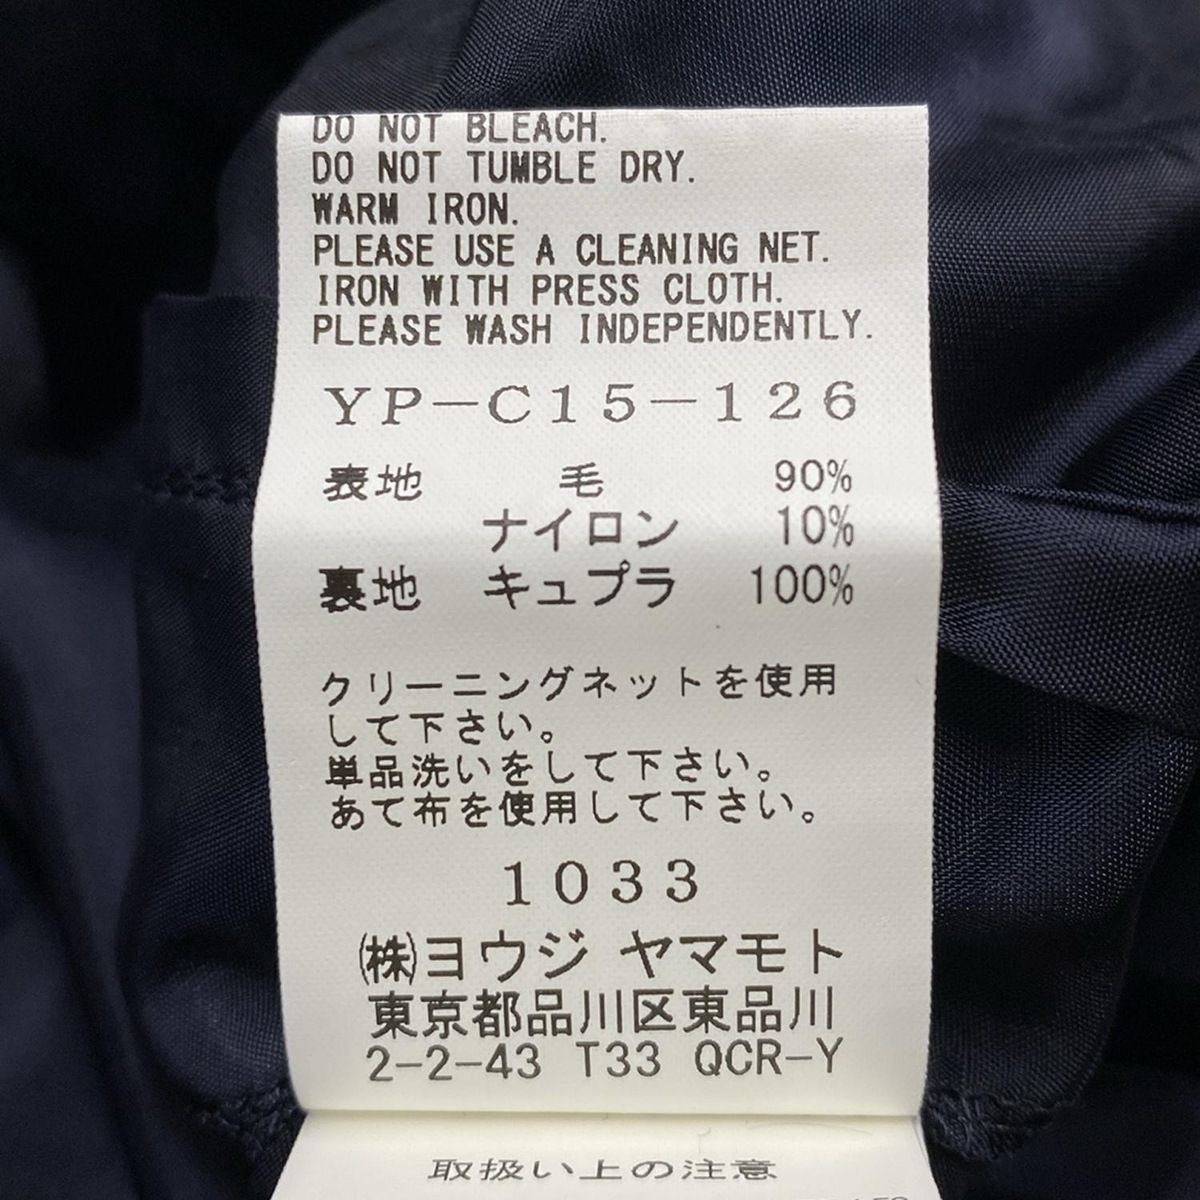 DO NOT BLEACH.
DO NOT TUMBLE DRY.
WARM IRON.
PLEASE USE A CLEANING NET.
IRON WITH PRESS CLOTH.
PLEASE WASH INDEPENDENTLY.
YP-C15-126
表地 毛 90%
ナイロン 10%
裏地 キュプラ 100%
クリーニングネットを使用
して下さい。
単品洗いをして下さい。
あて布を使用して下さい。
1033
(株)ヨウジ ヤマモト
東京都品川区東品川
2-2-43 T33 QCR-Y
取扱い上の注意